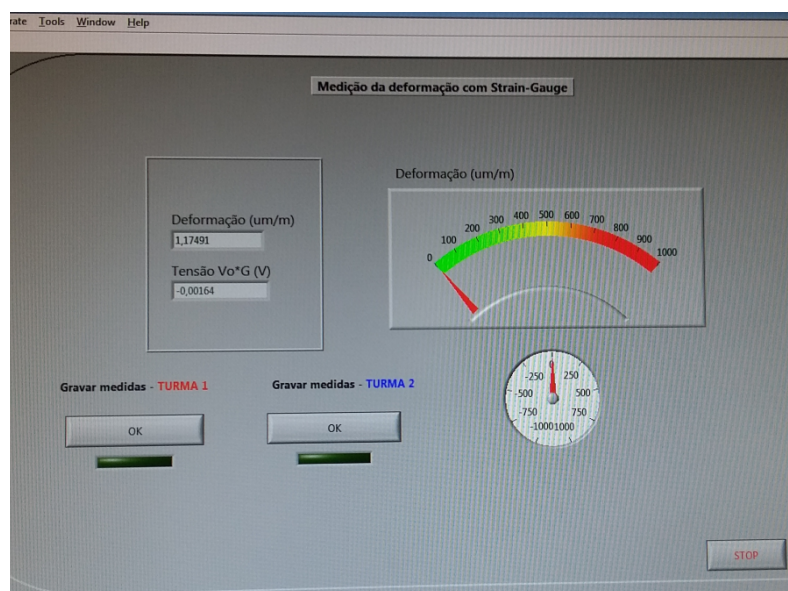 rate Tools Window Help
Medição da deformação com Strain-Gauge
Deformação (um/m)
1,17491
Tensão Vo*G (V)
-0,00164
Deformação (um/m)
0 100 200 300 400 500 600 700 800 900 1000
Gravar medidas - TURMA 1
OK
Gravar medidas - TURMA 2
OK
0
-250 250
-500 500
-750 750
-1000 1000
STOP